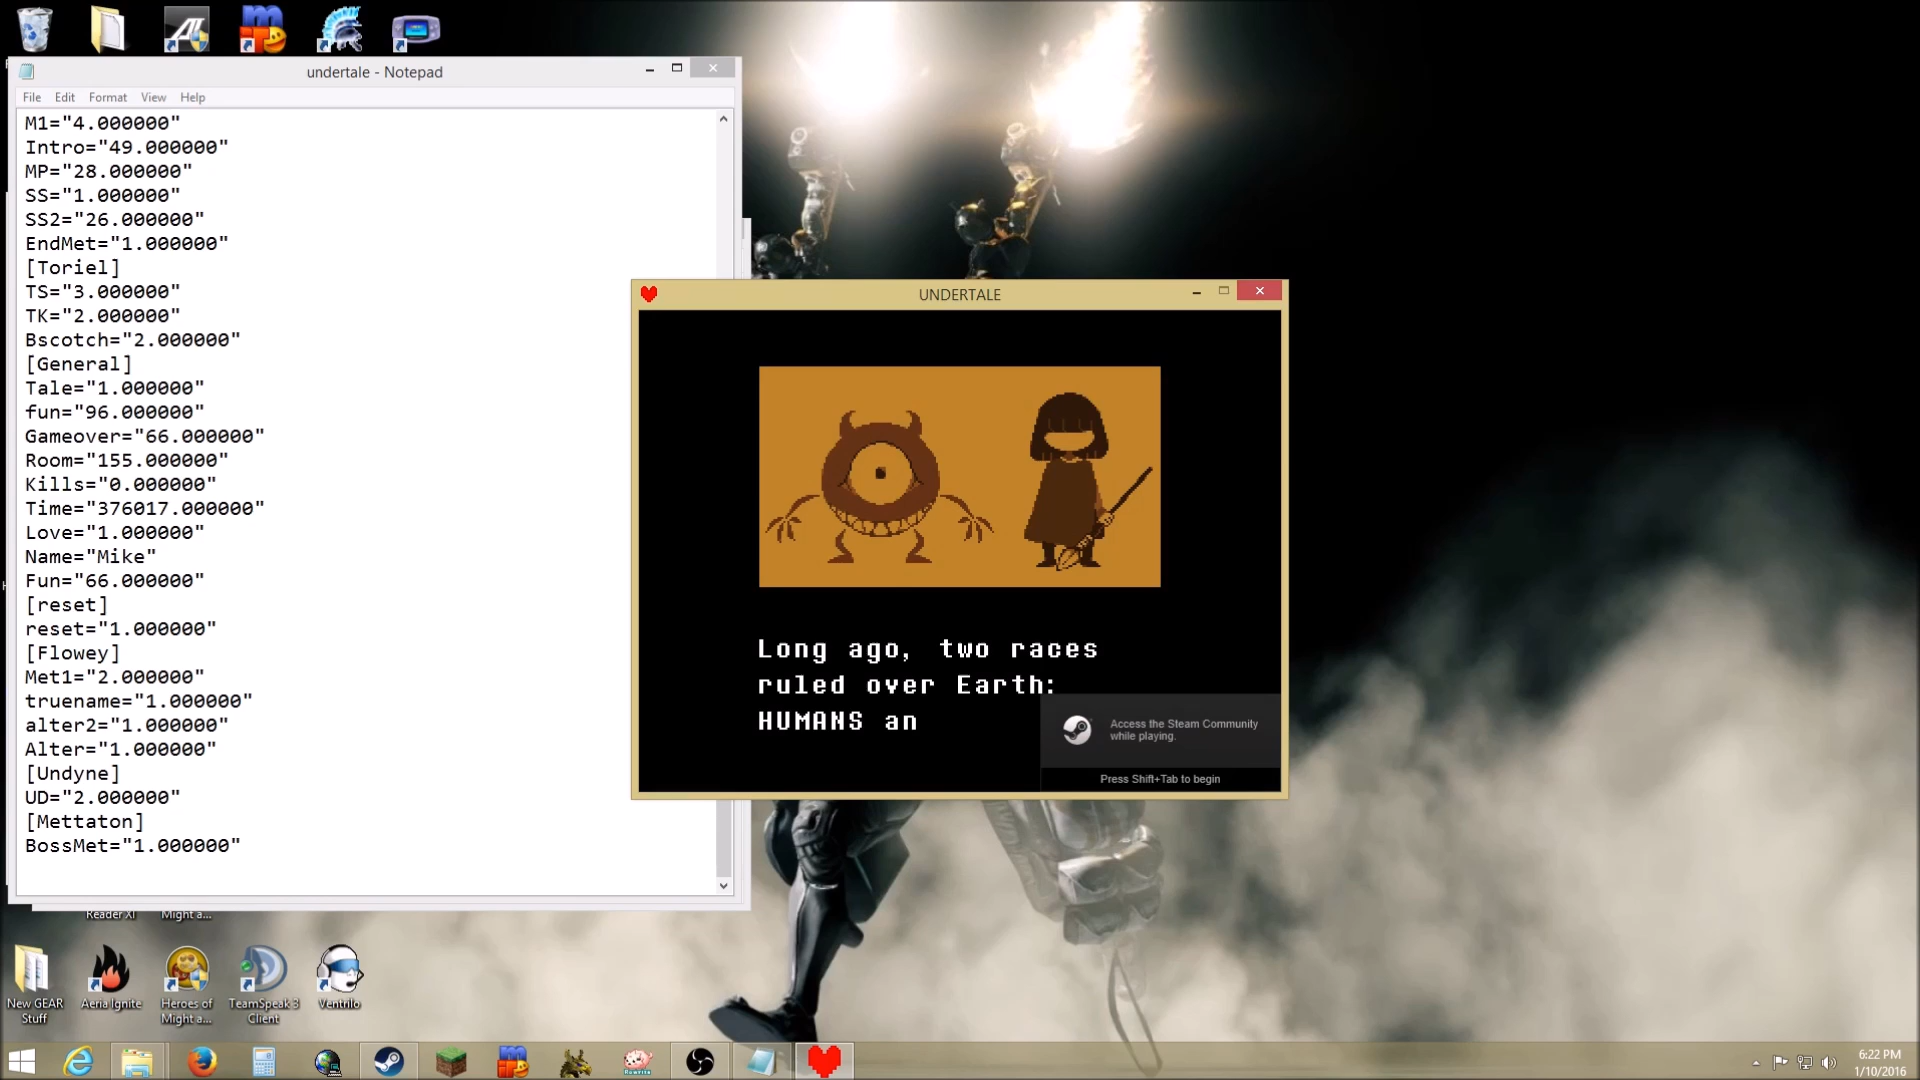 undertale - Notepad
File Edit Format View Help
M1="4.000000"
Intro="49.000000"
MP="28.000000"
SS="1.000000"
SS2="26.000000"
EndMet="1.000000"
[Toriel]
TS="3.000000"
TK="2.000000"
Bscotch="2.000000"
[General]
Tale="1.000000"
fun="96.000000"
Gameover="66.000000"
Room="155.000000"
Kills="0.000000"
Time="376017.000000"
Love="1.000000"
Name="Mike"
Fun="66.000000"
[reset]
reset="1.000000"
[Flowey]
Met1="2.000000"
truename="1.000000"
alter2="1.000000"
Alter="1.000000"
[Undyne]
UD="2.000000"
[Mettaton]
BossMet="1.000000"
UNDERTALE
Long ago, two races
ruled over Earth:
HUMANS an
Access the Steam Community
while playing.
Press Shift+Tab to begin
Reader XI
Might a...
New GEAR
Stuff
Aeria Ignite
Heroes of
Might a...
TeamSpeak 3
Client
Ventrilo
6:22 PM
1/10/2016